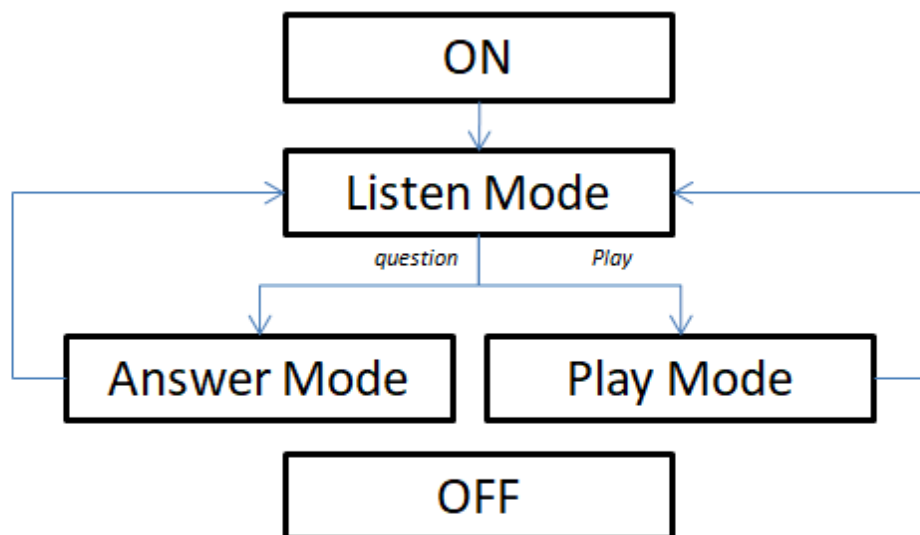 ON
Listen Mode
question
Play
Answer Mode
Play Mode
OFF